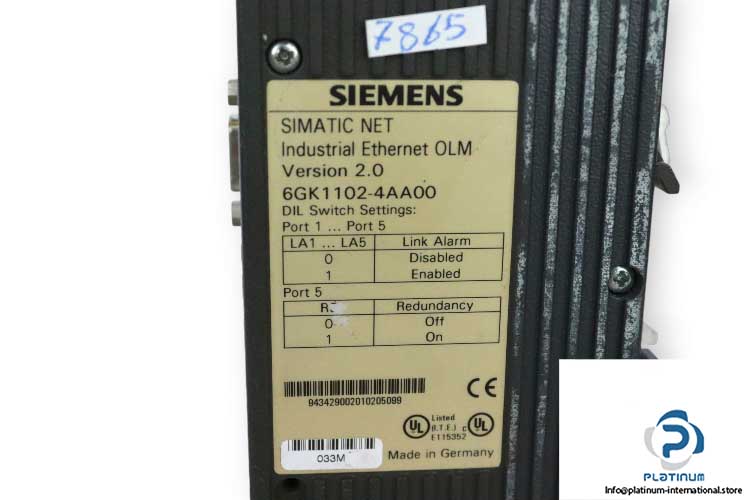 7865
SIEMENS
SIMATIC NET
Industrial Ethernet OLM
Version 2.0
6GK1102-4AA00
DIL Switch Settings:
Port 1 ... Port 5
LA1 ... LA5 Link Alarm
0 Disabled
1 Enabled
Port 5
Redundancy
0 Off
1 On
943429002010205099
CE
UL Listed c UL
(I.T.E.)
E115352
033M
Made in Germany
PLATINUM
Info@platinum-international.store